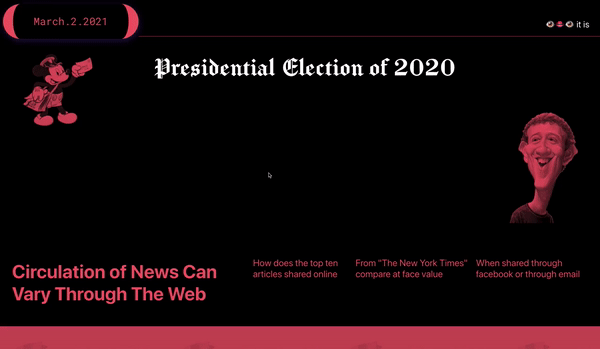 March.2.2021
it is
Presidential Election of 2020
Circulation of News Can
Vary Through The Web
How does the top ten
articles shared online
From "The New York Times"
compare at face value
When shared through
facebook or through email